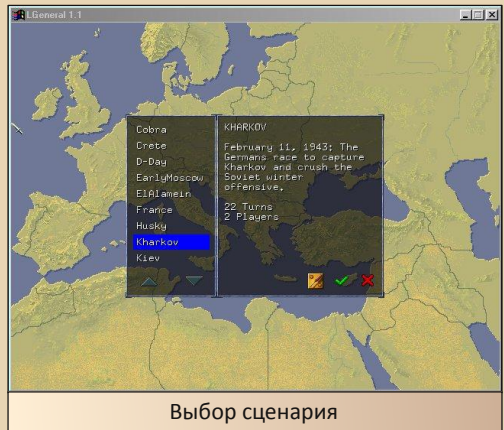 LGeneral 1.1
Cobra
Crete
D-Day
EarlyMoscow
ElAlamein
France
Husky
Kharkov
Kiev
KHARKOV
February 11, 1943: The
Germans race to capture
Kharkov and crush the
Soviet winter
offensive.
22 Turns
2 Players
Выбор сценария